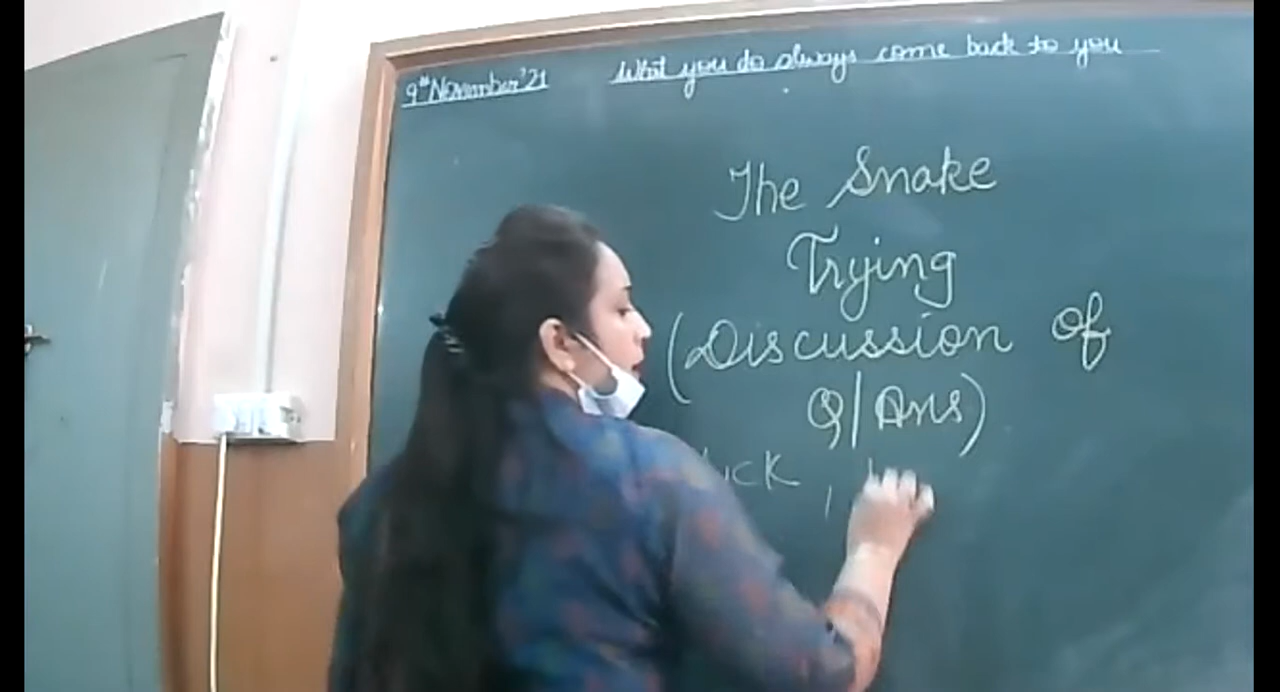 9th November'21
What you do always come back to you
The Snake
Trying
(Discussion of
Q/Ans)